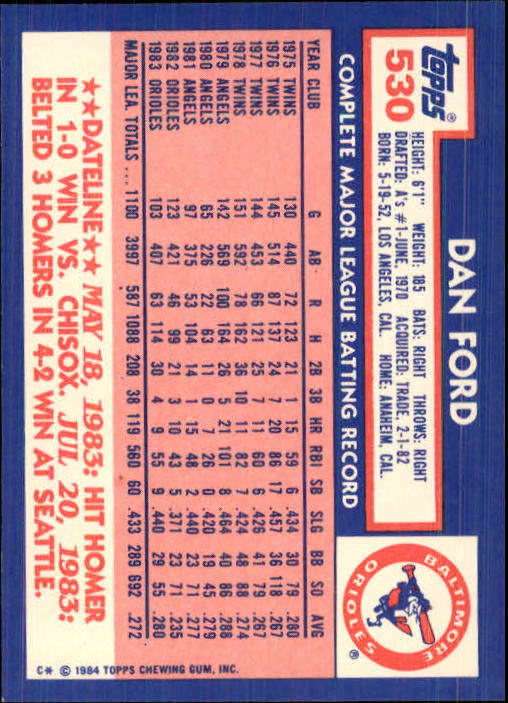 topps®
530
DAN FORD
HEIGHT: 6'1" WEIGHT: 185 BATS: RIGHT THROWS: RIGHT
DRAFTED: A's #1-JUNE, 1970 ACQUIRED: TRADE, 2-1-82
BORN: 5-19-52, LOS ANGELES, CAL. HOME: ANAHEIM, CAL.
BALTIMORE
ORIOLES
COMPLETE MAJOR LEAGUE BATTING RECORD
YEAR CLUB G AB R H 2B 3B HR RBI SB SLG BB SO AVG
1975 TWINS 130 440 72 123 21 1 15 59 6 .434 30 79 .280
1976 TWINS 145 514 87 137 24 7 20 86 17 .457 36 118 .267
1977 TWINS 144 453 66 121 25 7 11 60 6 .426 41 79 .267
1978 TWINS 151 592 78 162 36 10 11 82 7 .424 48 88 .274
1979 ANGELS 142 569 100 164 26 5 21 101 8 .464 40 86 .288
1980 ANGELS 65 226 22 63 11 0 7 26 0 .420 19 45 .279
1981 ANGELS 97 375 53 104 14 1 15 48 2 .440 23 71 .277
1982 ORIOLES 123 421 46 99 21 3 10 43 5 .371 23 71 .235
1983 ORIOLES 103 407 63 114 30 4 9 55 9 .440 29 55 .280
MAJOR LEA. TOTALS ... 1100 3997 587 1088 208 38 119 560 60 .433 289 692 .272
★★DATELINE★★ MAY 18, 1983: HIT HOMER
IN 1-0 WIN VS. CHISOX. JUL 20, 1983:
BELTED 3 HOMERS IN 4-2 WIN AT SEATTLE.
C* © 1984 TOPPS CHEWING GUM, INC.